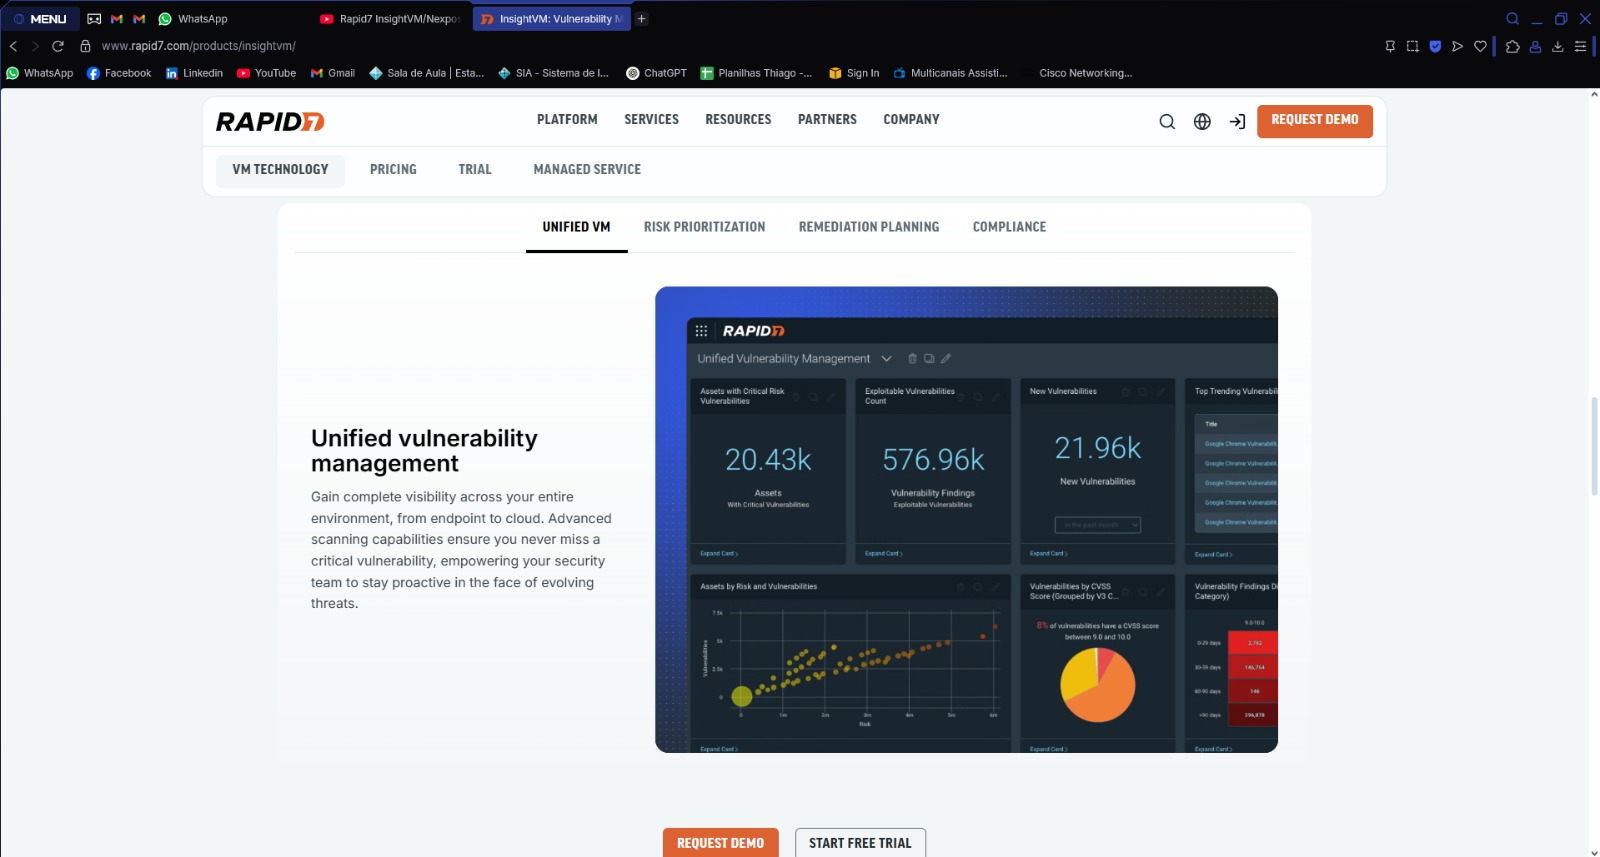 MENU
WhatsApp
Rapid7 InsightVM/Nexpos
InsightVM: Vulnerability M
www.rapid7.com/products/insightvm/
WhatsApp Facebook Linkedin YouTube Gmail Sala de Aula | Esta... SIA - Sistema de I... ChatGPT Planilhas Thiago -... Sign In Multicanais Assisti... Cisco Networking...
RAPID7
PLATFORM SERVICES RESOURCES PARTNERS COMPANY
REQUEST DEMO
VM TECHNOLOGY PRICING TRIAL MANAGED SERVICE
UNIFIED VM RISK PRIORITIZATION REMEDIATION PLANNING COMPLIANCE
Unified vulnerability
management
Gain complete visibility across your entire
environment, from endpoint to cloud. Advanced
scanning capabilities ensure you never miss a
critical vulnerability, empowering your security
team to stay proactive in the face of evolving
threats.
RAPID7
Unified Vulnerability Management
Assets with Critical Risk
Vulnerabilities
20.43k
Assets
With Critical Vulnerabilities
Expand Card
Exploitable Vulnerabilities
Count
576.96k
Vulnerability Findings
Exploitable Vulnerabilities
Expand Card
New Vulnerabilities
21.96k
New Vulnerabilities
in the past month
Expand Card
Top Trending Vulnerabili
Title
Google Chrome Vulnerabilit
Google Chrome Vulnerabilit
Google Chrome Vulnerabilit
Google Chrome Vulnerabilit
Google Chrome Vulnerabilit
Expand Card
Assets by Risk and Vulnerabilities
Vulnerabilities
7.5k
5k
2.5k
0
0 1m 2m 3m 4m 5m 6m
Risk
Expand Card
Vulnerabilities by CVSS
Score (Grouped by V3 C...
8% of vulnerabilities have a CVSS score
between 9.0 and 10.0
Expand Card
Vulnerability Findings Di
Category)
9.0-10.0
0-29 days 2,792
30-59 days 146,764
60-90 days 146
>90 days 396,878
Expand Card
REQUEST DEMO START FREE TRIAL